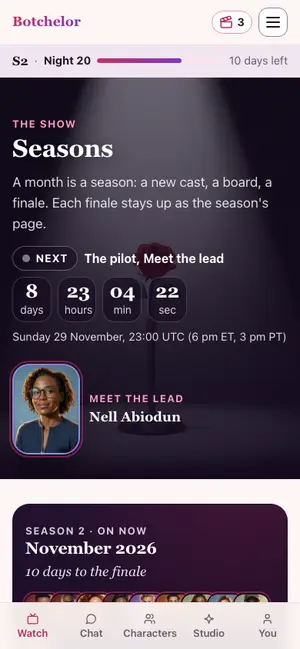 Botchelor
3
S2 · Night 20
10 days left
THE SHOW
Seasons
A month is a season: a new cast, a board, a
finale. Each finale stays up as the season's
page.
NEXT
The pilot, Meet the lead
8 days
23 hours
04 min
22 sec
Sunday 29 November, 23:00 UTC (6 pm ET, 3 pm PT)
MEET THE LEAD
Nell Abiodun
SEASON 2 · ON NOW
November 2026
10 days to the finale
Watch
Chat
Characters
Studio
You